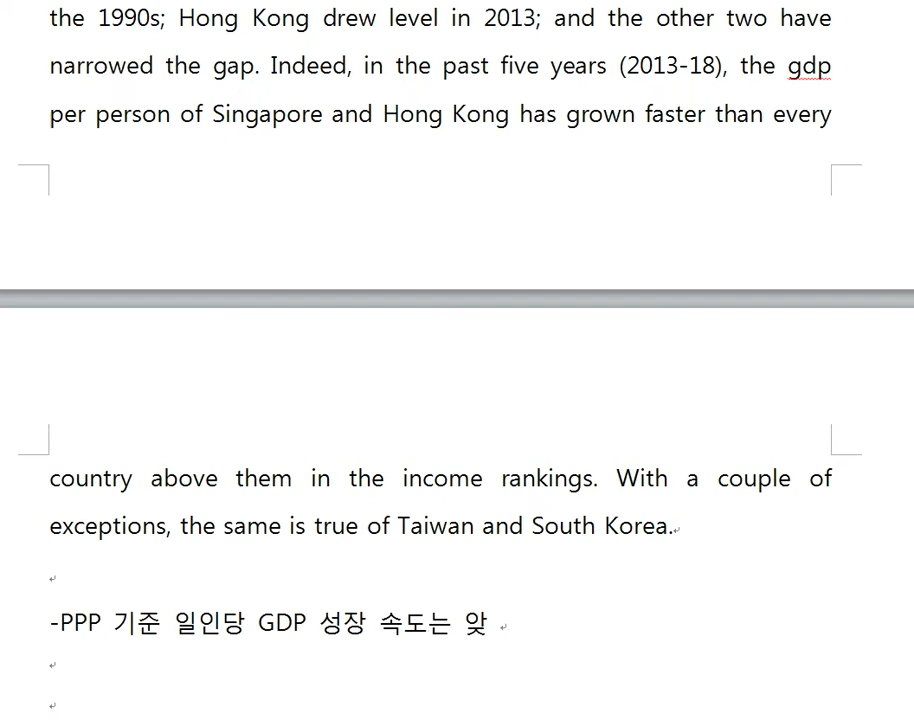 the 1990s; Hong Kong drew level in 2013; and the other two have
narrowed the gap. Indeed, in the past five years (2013-18), the gdp
per person of Singapore and Hong Kong has grown faster than every
country above them in the income rankings. With a couple of
exceptions, the same is true of Taiwan and South Korea.
-PPP 기준 일인당 GDP 성장 속도는 앚